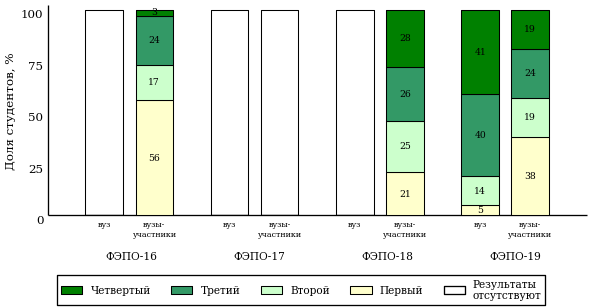 Доля студентов, %
100
75
50
25
0
3
24
17
56
28
26
25
21
41
40
14
5
19
24
19
38
вуз
вузы-
участники
вуз
вузы-
участники
вуз
вузы-
участники
вуз
вузы-
участники
ФЭПО-16
ФЭПО-17
ФЭПО-18
ФЭПО-19
Четвертый
Третий
Второй
Первый
Результаты
отсутствуют